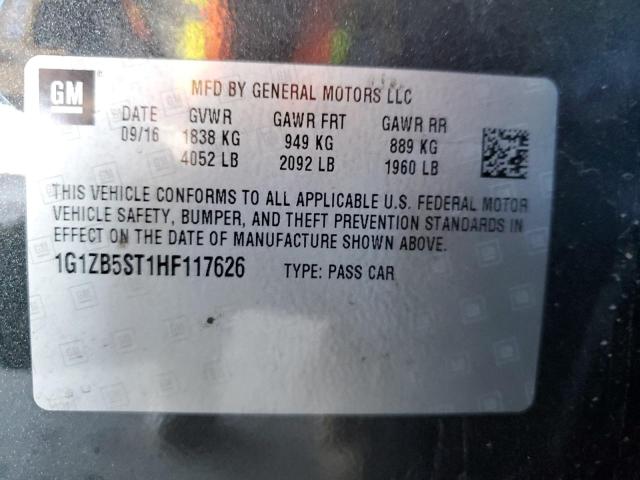 GM
MFD BY GENERAL MOTORS LLC
DATE GVWR GAWR FRT GAWR RR
09/16 1838 KG 949 KG 889 KG
4052 LB 2092 LB 1960 LB
THIS VEHICLE CONFORMS TO ALL APPLICABLE U.S. FEDERAL MOTOR
VEHICLE SAFETY, BUMPER, AND THEFT PREVENTION STANDARDS IN
EFFECT ON THE DATE OF MANUFACTURE SHOWN ABOVE.
1G1ZB5ST1HF117626 TYPE: PASS CAR